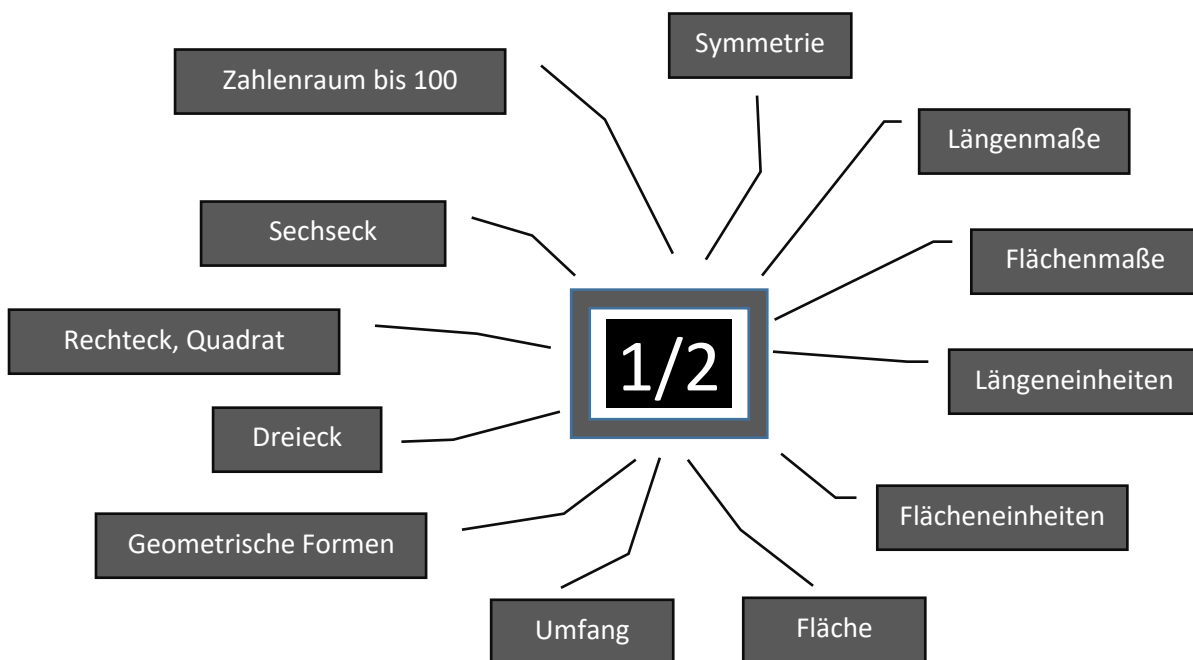 Symmetrie
Zahlenraum bis 100
Längenmaße
Sechseck
Flächenmaße
Rechteck, Quadrat
1/2
Längeneinheiten
Dreieck
Flächeneinheiten
Geometrische Formen
Umfang
Fläche